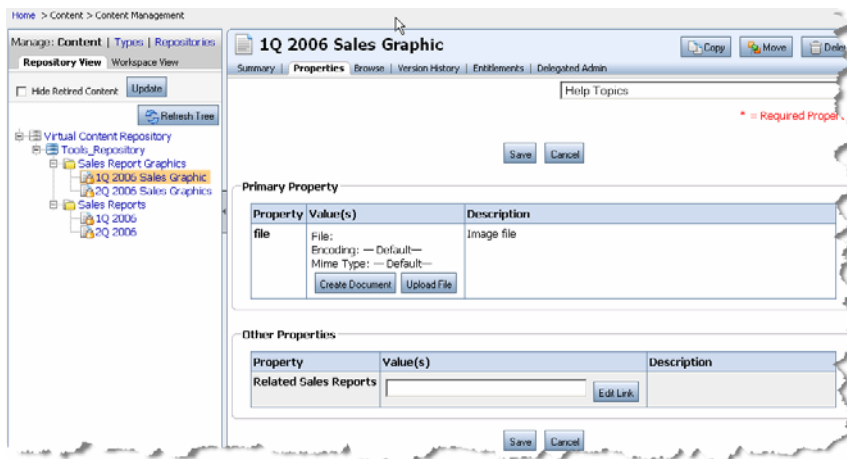 Home > Content > Content Management
Manage: Content | Types | Repositories
Repository View Workspace View
Hide Retired Content Update
Refresh Tree
Virtual Content Repository
Tools_Repository
Sales Report Graphics
1Q 2006 Sales Graphic
2Q 2006 Sales Graphics
Sales Reports
1Q 2006
2Q 2006
1Q 2006 Sales Graphic
Copy Move
Summary | Properties Browse | Version History | Entitlements | Delegated Admin
Help Topics
* = Required
Save Cancel
Primary Property
Property Value(s) Description
file File: Image file
Encoding: — Default—
Mime Type: — Default—
Create Document Upload File
Other Properties
Property Value(s) Description
Related Sales Reports Edit Link
Save Cancel